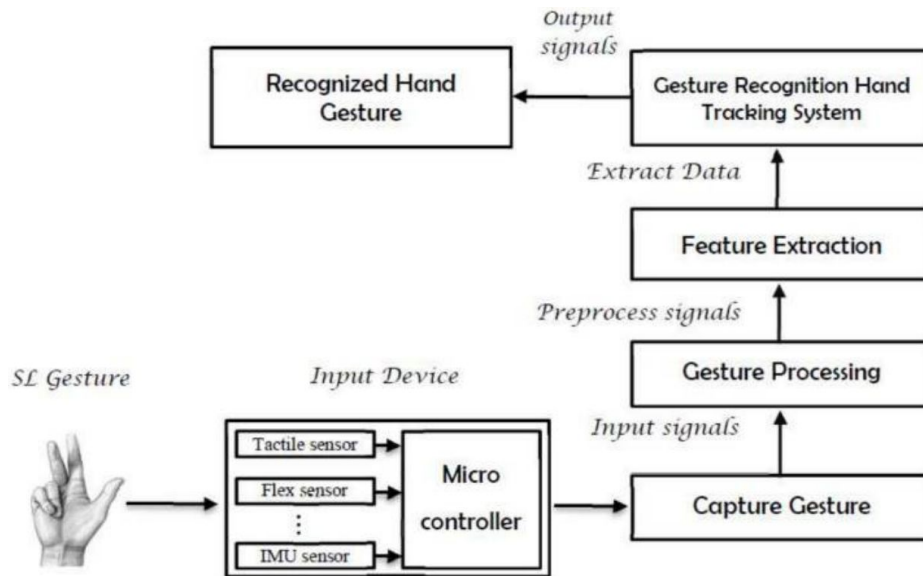 Output
signals
Recognized Hand
Gesture
Gesture Recognition Hand
Tracking System
Extract Data
Feature Extraction
Preprocess signals
Gesture Processing
Input signals
Capture Gesture
SL Gesture
Input Device
Tactile sensor
Flex sensor
⋮
IMU sensor
Micro
controller